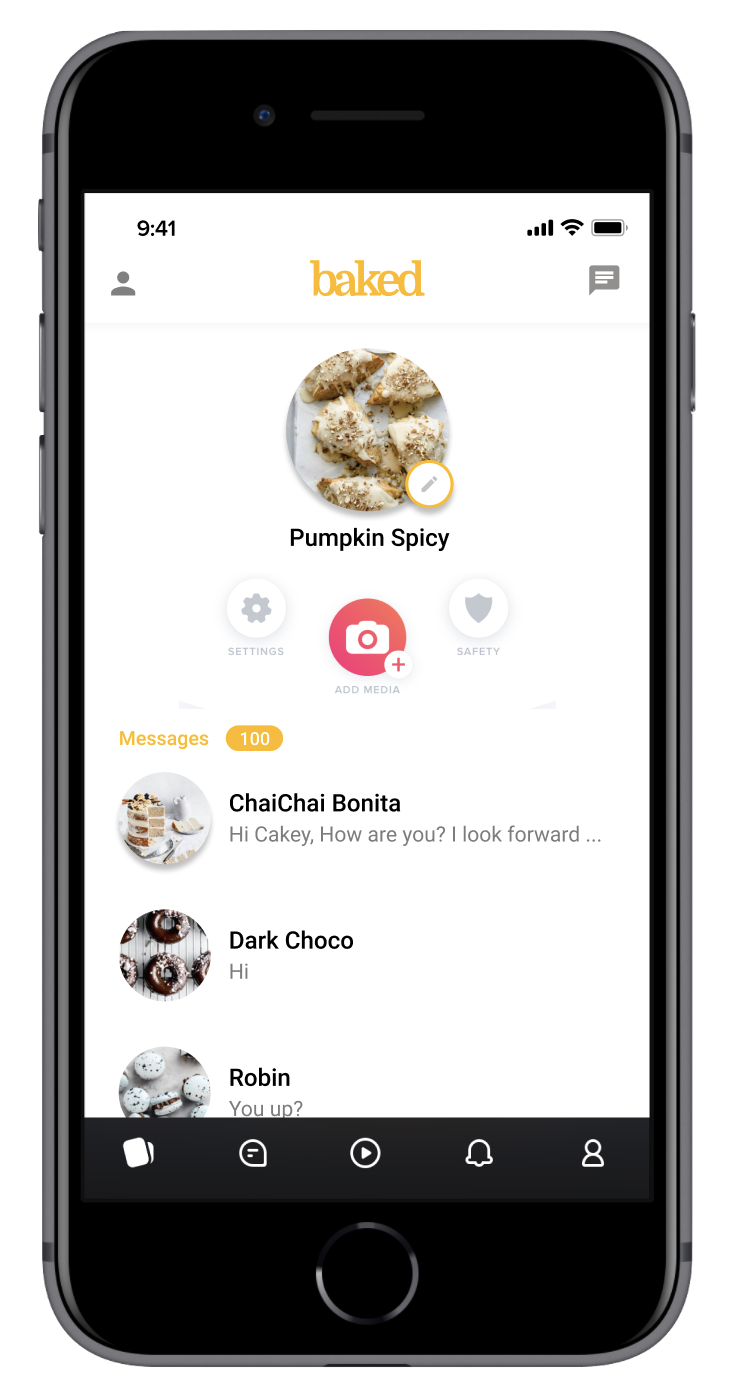 9:41
baked
Pumpkin Spicy
SETTINGS
SAFETY
ADD MEDIA
Messages 100
ChaiChai Bonita
Hi Cakey, How are you? I look forward ...
Dark Choco
Hi
Robin
You up?